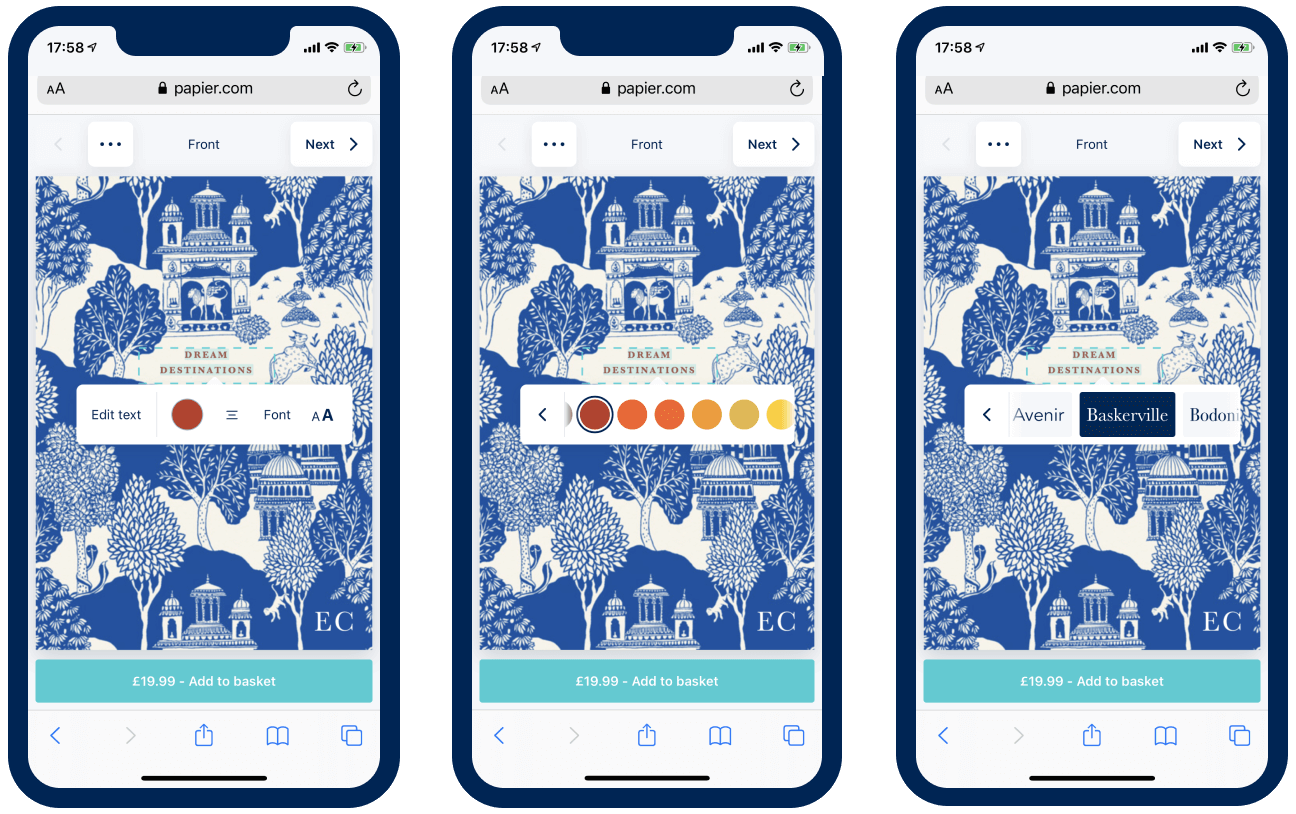 17:58
AA papier.com
Front
Next
DREAM
DESTINATIONS
Edit text
Font
AA
EC
£19.99 - Add to basket
17:58
AA papier.com
Front
Next
DREAM
DESTINATIONS
EC
£19.99 - Add to basket
17:58
AA papier.com
Front
Next
DREAM
DESTINATIONS
Avenir
Baskerville
Bodoni
EC
£19.99 - Add to basket